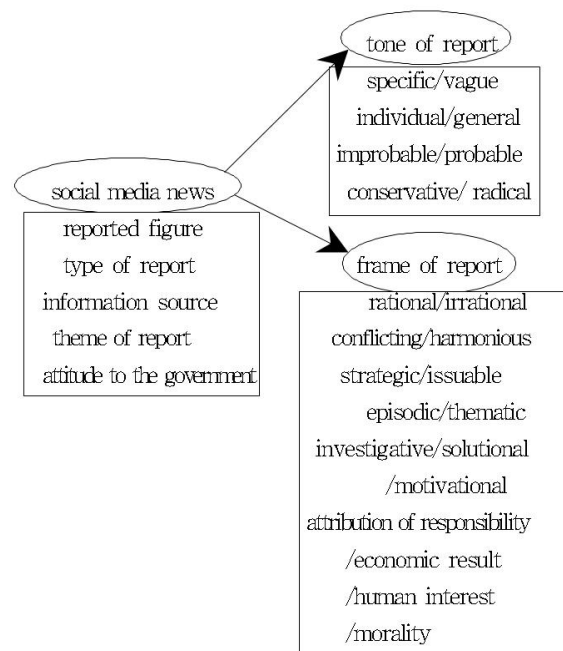 tone of report
specific/vague
individual/general
improbable/probable
conservative/ radical
social media news
reported figure
type of report
information source
theme of report
attitude to the government
frame of report
rational/irrational
conflicting/harmonious
strategic/issuable
episodic/thematic
investigative/solutional
/motivational
attribution of responsibility
/economic result
/human interest
/morality